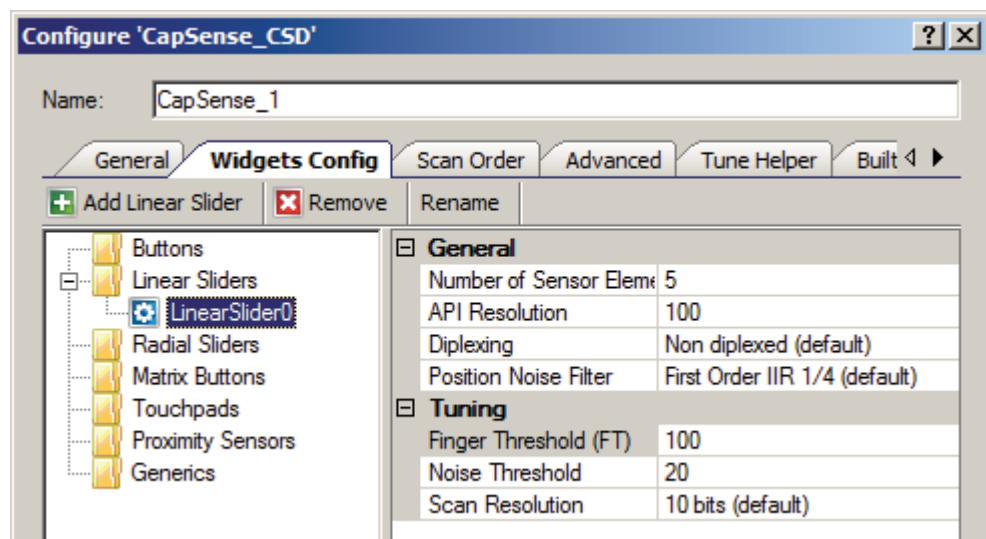 Configure 'CapSense_CSD'
Name: CapSense_1
General Widgets Config Scan Order Advanced Tune Helper Built
Add Linear Slider Remove Rename
Buttons
Linear Sliders
LinearSlider0
Radial Sliders
Matrix Buttons
Touchpads
Proximity Sensors
Generics
General
Number of Sensor Eleme 5
API Resolution 100
Diplexing Non diplexed (default)
Position Noise Filter First Order IIR 1/4 (default)
Tuning
Finger Threshold (FT) 100
Noise Threshold 20
Scan Resolution 10 bits (default)